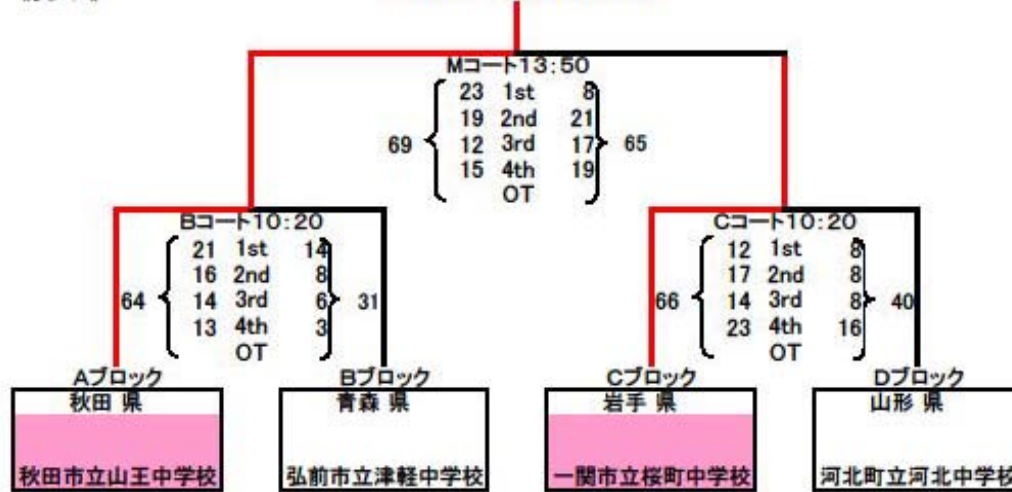 Mコート13:50
23 1st 8
19 2nd 21
69 12 3rd 17 65
15 4th 19
OT
Bコート10:20 Cコート10:20
21 1st 14 12 1st 8
16 2nd 8 17 2nd 8
64 14 3rd 6 31 66 14 3rd 8 40
13 4th 3 23 4th 16
OT OT
Aブロック Bブロック Cブロック Dブロック
秋田 県 青森 県 岩手 県 山形 県
秋田市立山王中学校 弘前市立津軽中学校 一関市立桜町中学校 河北町立河北中学校